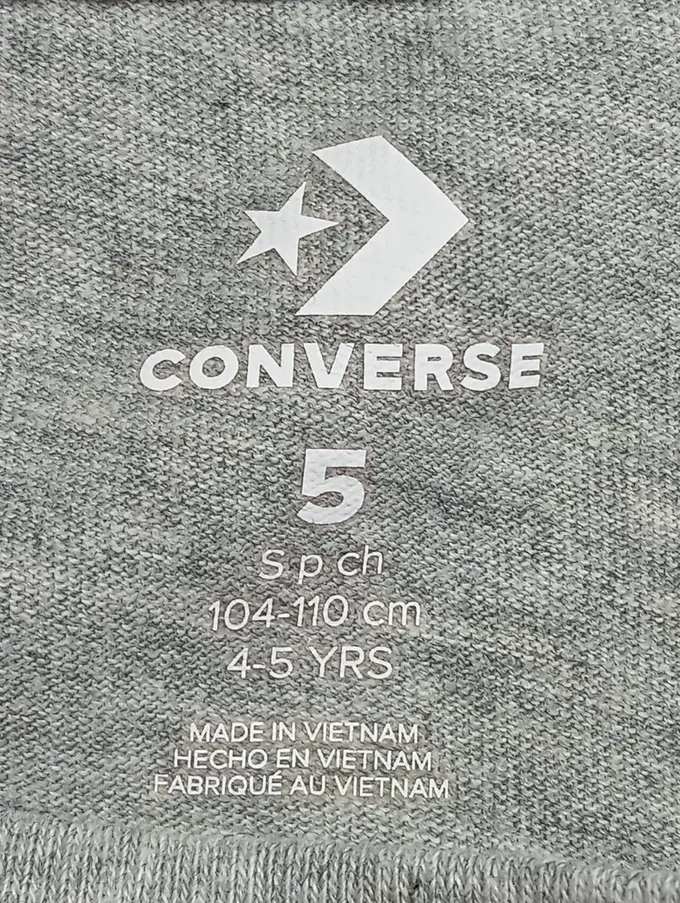 CONVERSE
5
S p ch
104-110 cm
4-5 YRS
MADE IN VIETNAM
HECHO EN VIETNAM
FABRIQUÉ AU VIETNAM